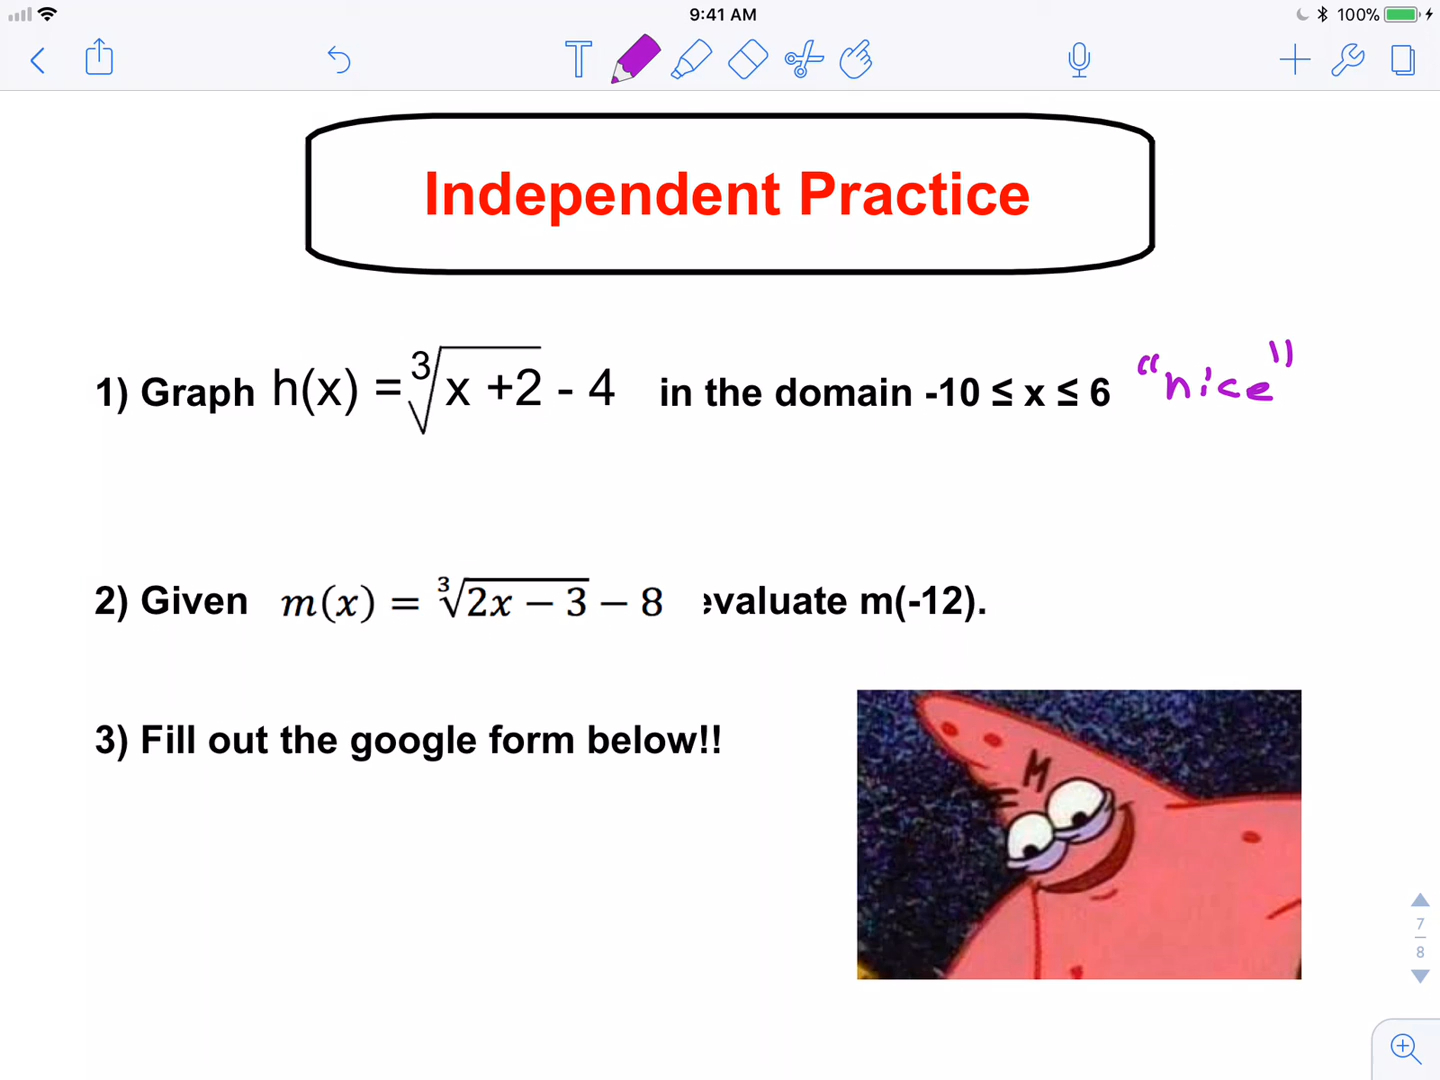 9:41 AM
100%
T
Independent Practice
1) Graph h(x) = ∛x +2 - 4 in the domain -10 ≤ x ≤ 6 “nice”
2) Given m(x) = ∛2x − 3 − 8 evaluate m(-12).
3) Fill out the google form below!!
7
8